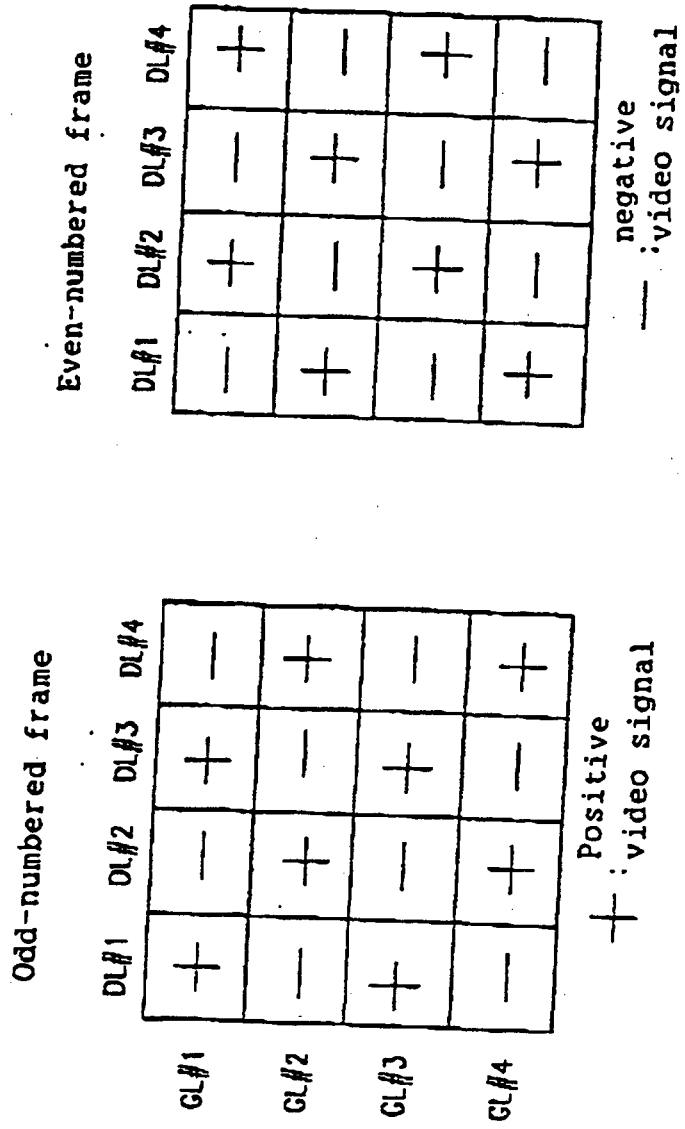 Odd-numbered frame Even-numbered frame
DL#1 DL#2 DL#3 DL#4 DL#1 DL#2 DL#3 DL#4
GL#1 + − + − − + − +
GL#2 − + − + + − + −
GL#3 + − + − − + − +
GL#4 − + − + + − + −
Positive negative
+ :video signal − :video signal